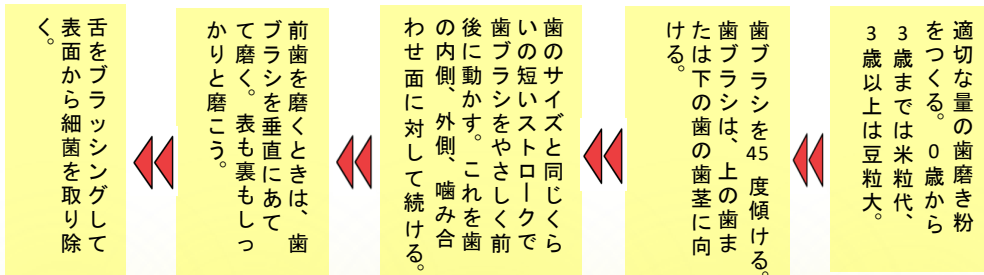 適切な量の歯磨き粉
をつくる。0歳から
3歳までは米粒代、
3歳以上は豆粒大。
歯ブラシを45 度傾ける。
歯ブラシは、上の歯ま
たは下の歯の歯茎に向
ける。
歯のサイズと同じくら
いの短いストロークで
歯ブラシをやさしく前
後に動かす。これを歯
の内側、外側、噛み合
わせ面に対して続ける。
前歯を磨くときは、歯
ブラシを垂直にあて
て磨く。表も裏もしっ
かりと磨こう。
舌をブラッシングして
表面から細菌を取り除
く。